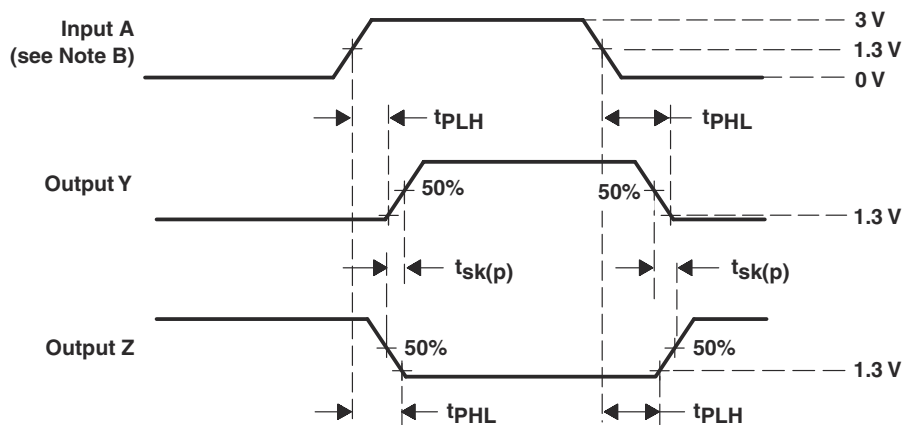 Input A
(see Note B)
3 V
1.3 V
0 V
tPLH
tPHL
Output Y
50%
50%
1.3 V
tsk(p)
tsk(p)
Output Z
50%
50%
1.3 V
tPHL
tPLH